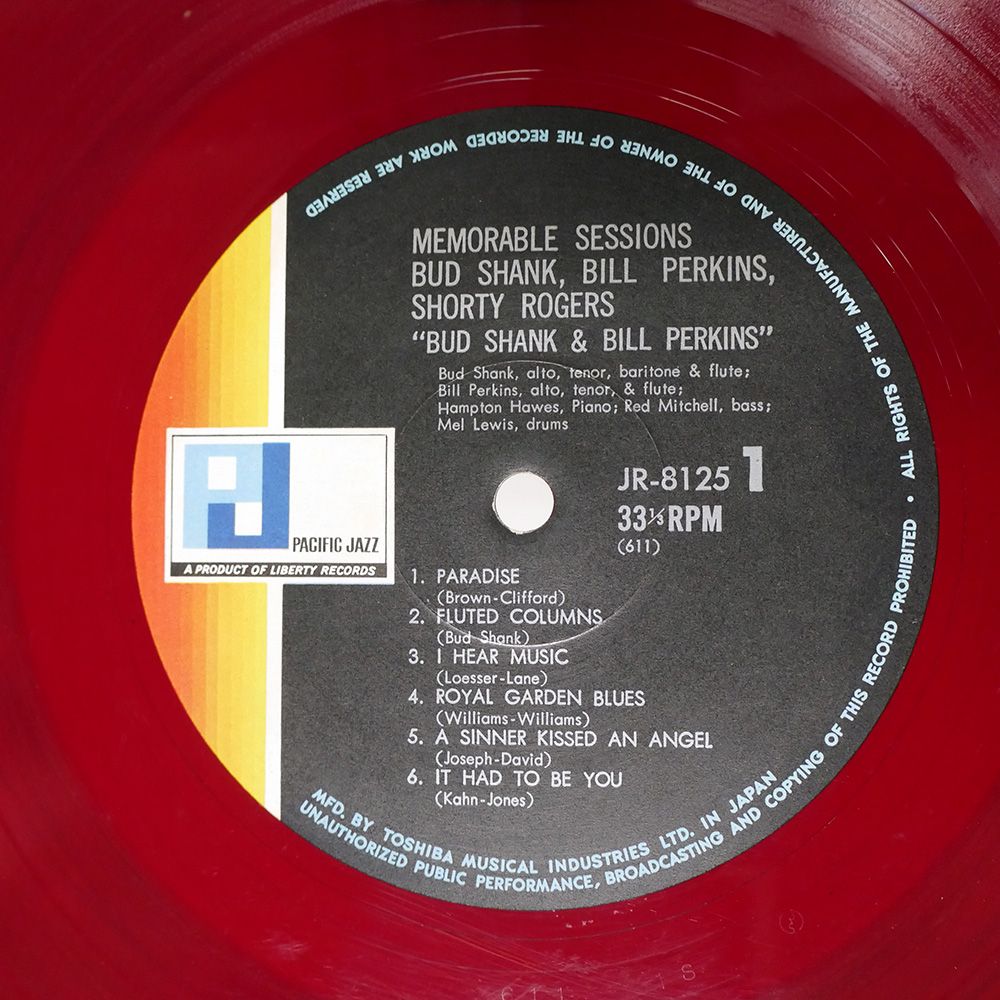 MEMORABLE SESSIONS
BUD SHANK, BILL PERKINS,
SHORTY ROGERS
"BUD SHANK & BILL PERKINS"
Bud Shank, alto, tenor, baritone & flute;
Bill Perkins, alto, tenor, & flute;
Hampton Hawes, Piano; Red Mitchell, bass;
Mel Lewis, drums
JR-8125 1
33⅓ RPM
(611)
PJ
PACIFIC JAZZ
A PRODUCT OF LIBERTY RECORDS
1. PARADISE
(Brown-Clifford)
2. FLUTED COLUMNS
(Bud Shank)
3. I HEAR MUSIC
(Loesser-Lane)
4. ROYAL GARDEN BLUES
(Williams-Williams)
5. A SINNER KISSED AN ANGEL
(Joseph-David)
6. IT HAD TO BE YOU
(Kahn-Jones)
MFD. BY TOSHIBA MUSICAL INDUSTRIES LTD. IN JAPAN
UNAUTHORIZED PUBLIC PERFORMANCE, BROADCASTING AND COPYING OF THIS RECORD PROHIBITED • ALL RIGHTS OF THE MANUFACTURER AND OF THE OWNER OF THE RECORDED WORK ARE RESERVED
611 1S